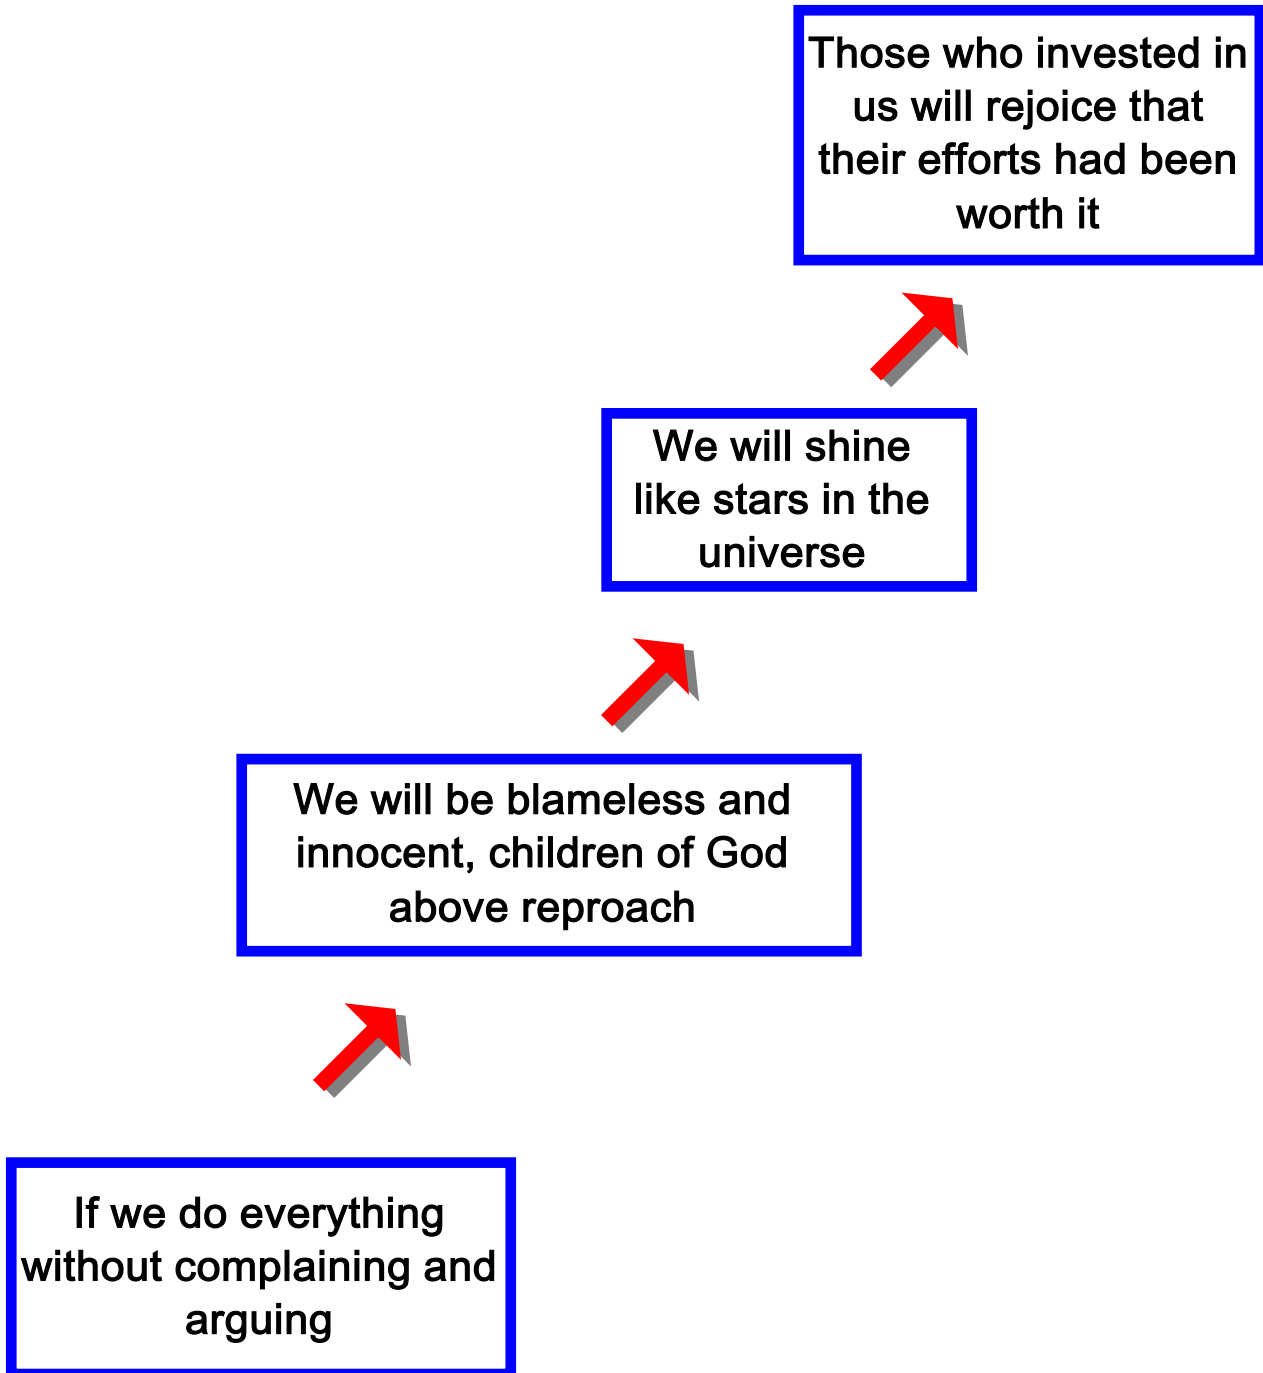 Those who invested in
us will rejoice that
their efforts had been
worth it
We will shine
like stars in the
universe
We will be blameless and
innocent, children of God
above reproach
If we do everything
without complaining and
arguing